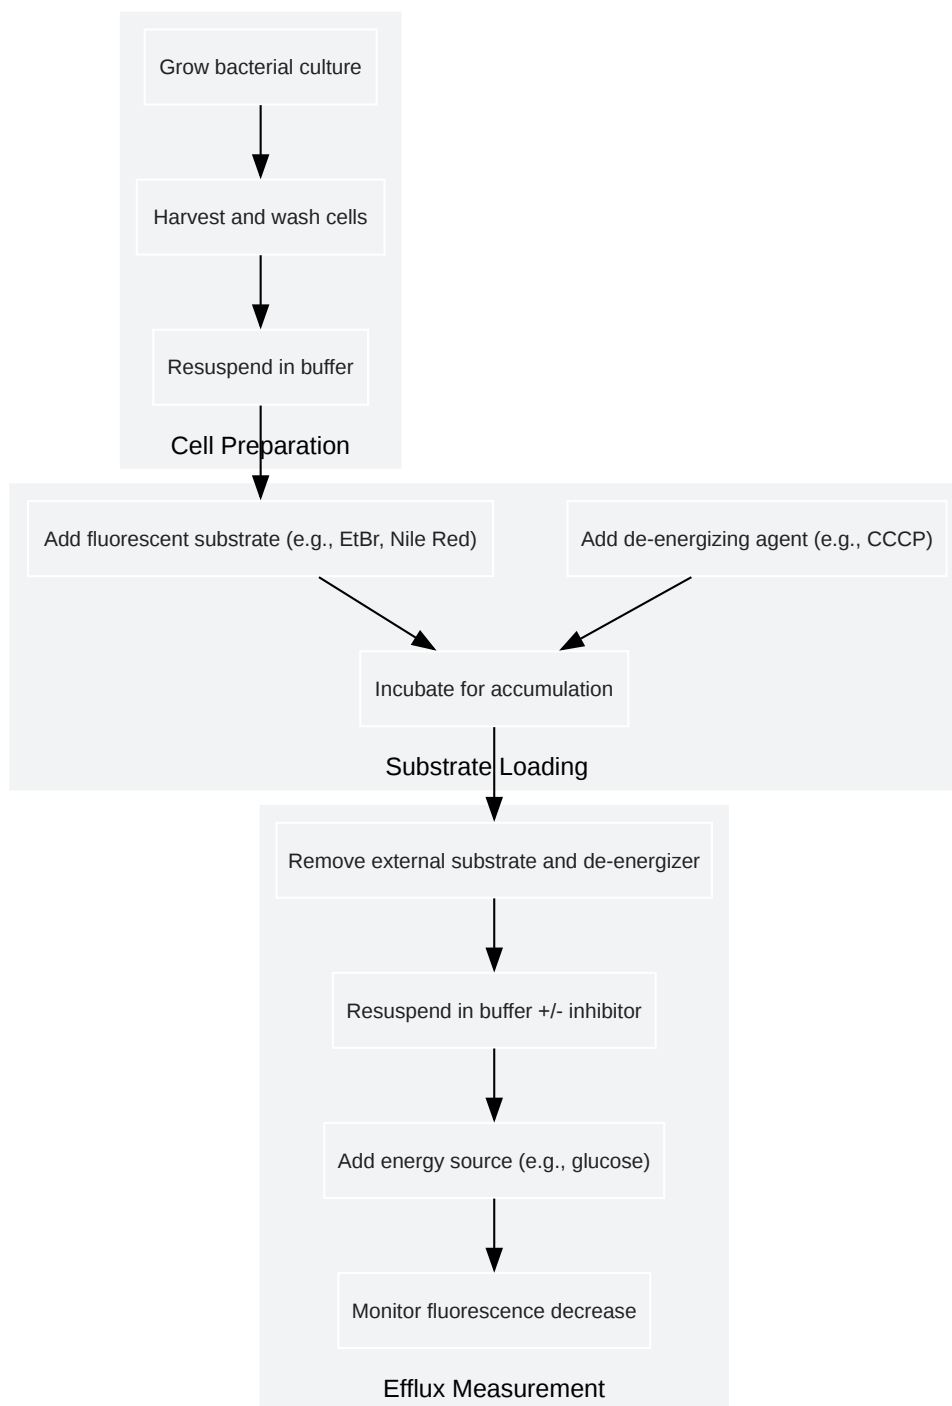 Grow bacterial culture
Harvest and wash cells
Resuspend in buffer
Cell Preparation
Add fluorescent substrate (e.g., EtBr, Nile Red)
Add de-energizing agent (e.g., CCCP)
Incubate for accumulation
Substrate Loading
Remove external substrate and de-energizer
Resuspend in buffer +/- inhibitor
Add energy source (e.g., glucose)
Monitor fluorescence decrease
Efflux Measurement